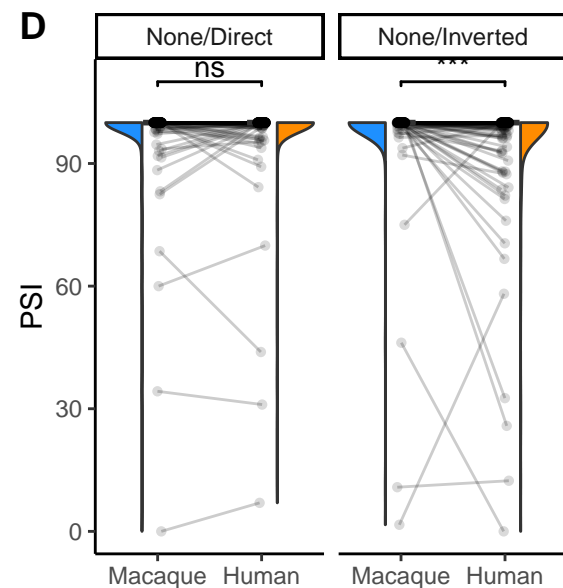 D
None/Direct
None/Inverted
ns
***
PSI
90
60
30
0
Macaque
Human
Macaque
Human